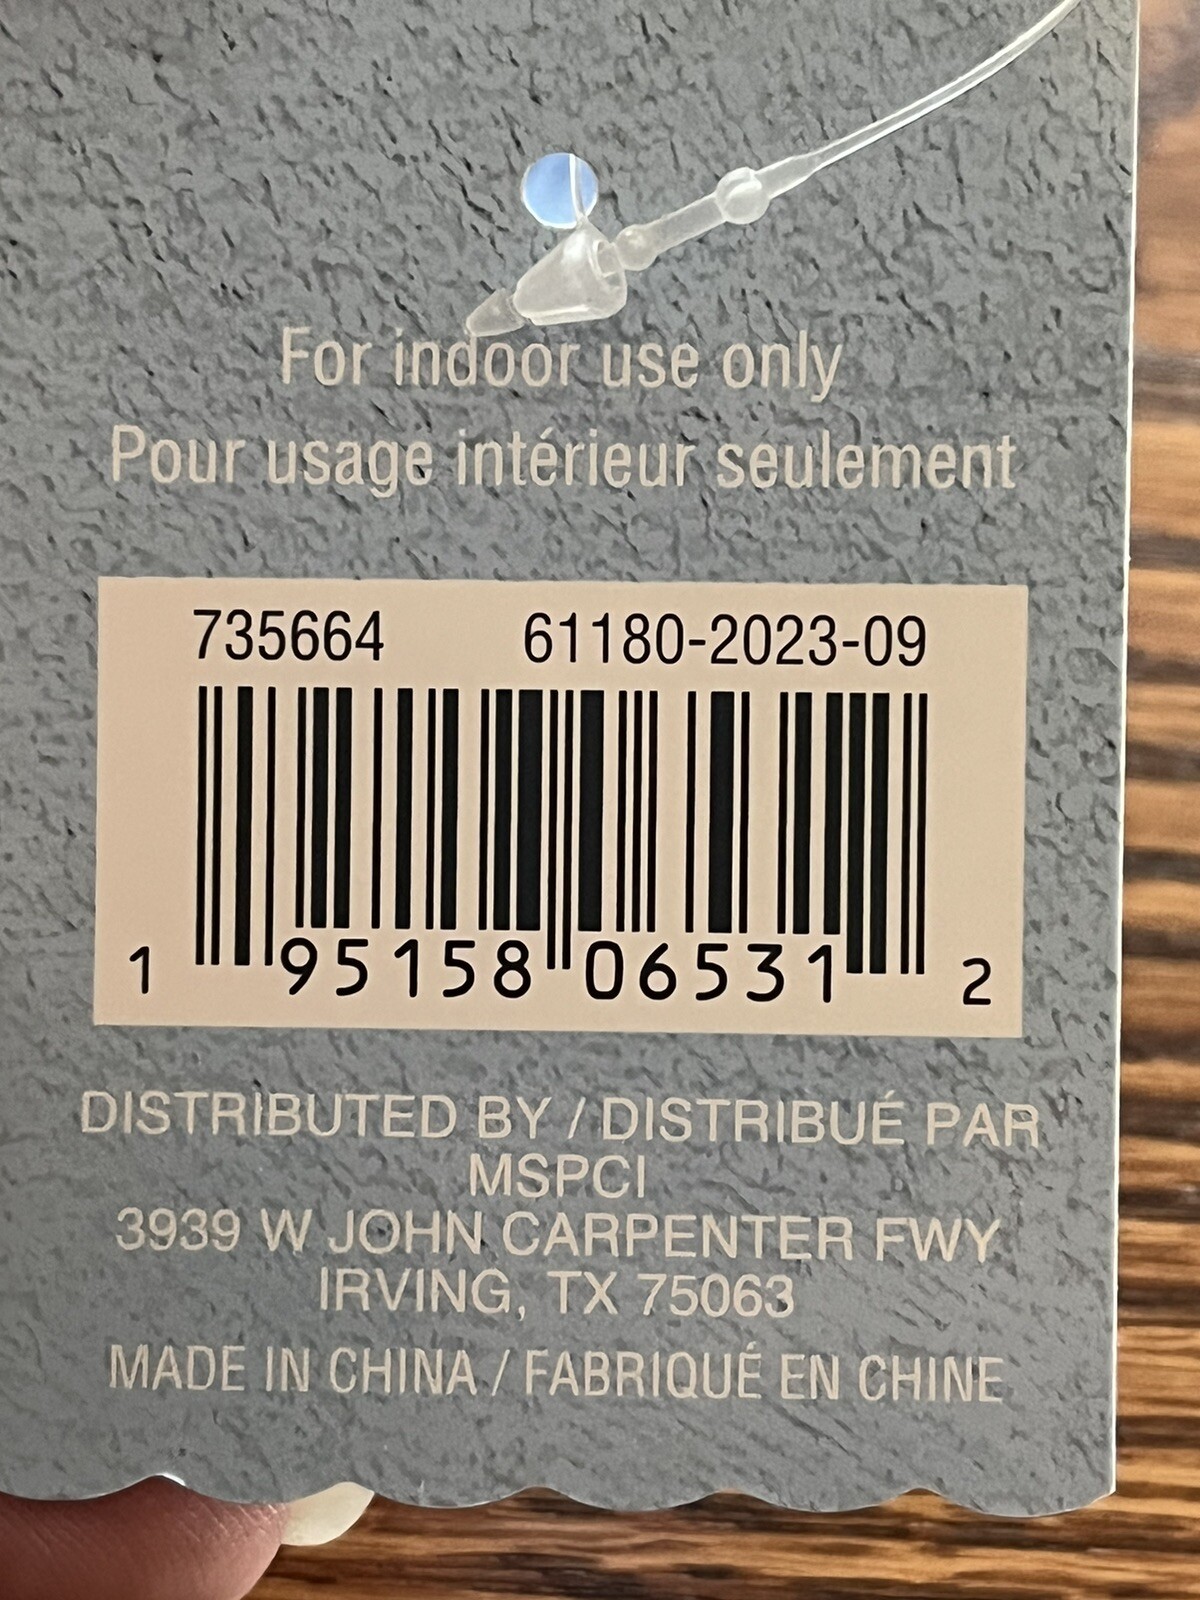 For indoor use only
Pour usage intérieur seulement
735664 61180-2023-09
1 95158 06531 2
DISTRIBUTED BY / DISTRIBUÉ PAR
MSPCI
3939 W JOHN CARPENTER FWY
IRVING, TX 75063
MADE IN CHINA / FABRIQUÉ EN CHINE